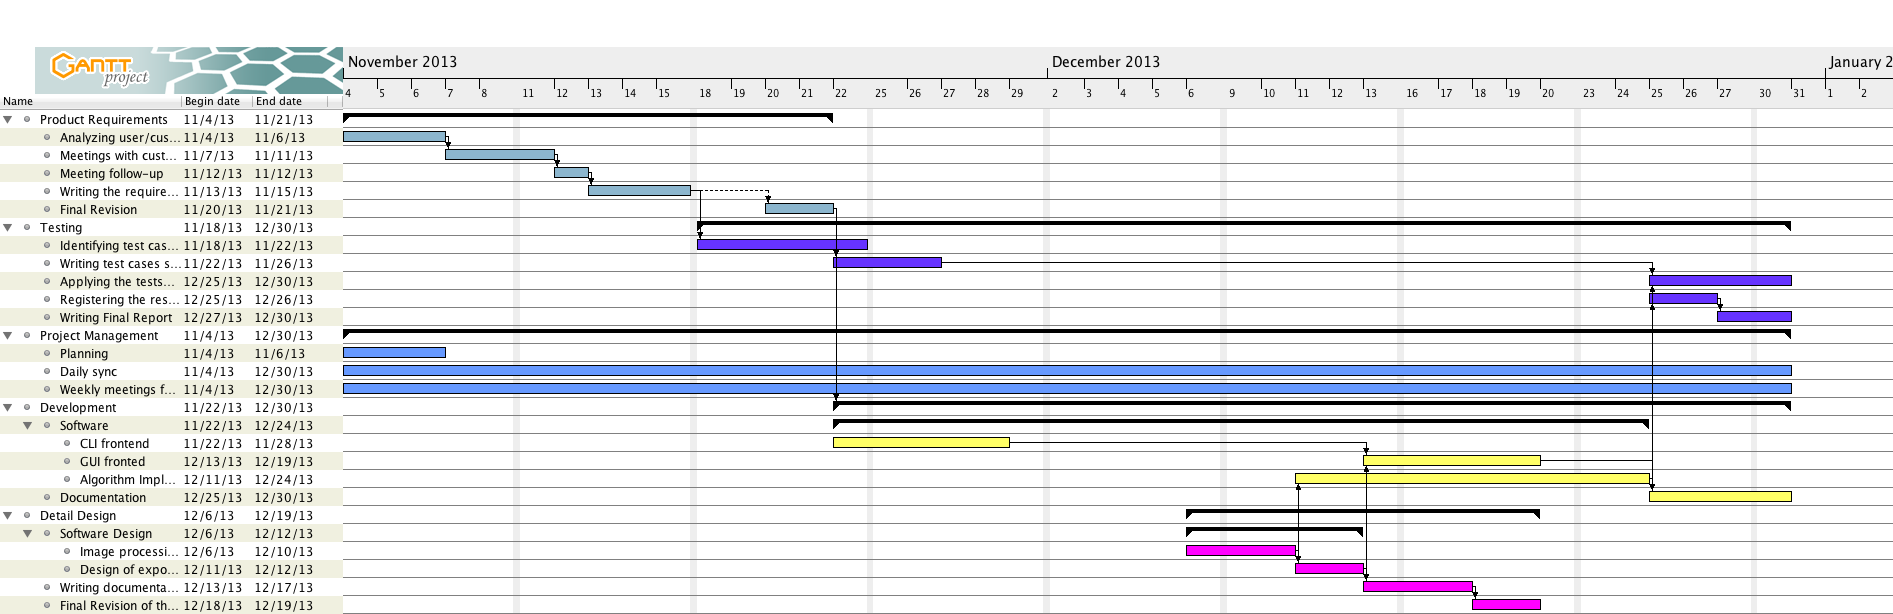 GANTT
project
November 2013 December 2013 January 2
Name Begin date End date 4 5 6 7 8 11 12 13 14 15 18 19 20 21 22 25 26 27 28 29 2 3 4 5 6 9 10 11 12 13 16 17 18 19 20 23 24 25 26 27 30 31 1 2
Product Requirements 11/4/13 11/21/13
Analyzing user/cus... 11/4/13 11/6/13
Meetings with cust... 11/7/13 11/11/13
Meeting follow-up 11/12/13 11/12/13
Writing the require... 11/13/13 11/15/13
Final Revision 11/20/13 11/21/13
Testing 11/18/13 12/30/13
Identifying test cas... 11/18/13 11/22/13
Writing test cases s... 11/22/13 11/26/13
Applying the tests... 12/25/13 12/30/13
Registering the res... 12/25/13 12/26/13
Writing Final Report 12/27/13 12/30/13
Project Management 11/4/13 12/30/13
Planning 11/4/13 11/6/13
Daily sync 11/4/13 12/30/13
Weekly meetings f... 11/4/13 12/30/13
Development 11/22/13 12/30/13
Software 11/22/13 12/24/13
CLI frontend 11/22/13 11/28/13
GUI fronted 12/13/13 12/19/13
Algorithm Impl... 12/11/13 12/24/13
Documentation 12/25/13 12/30/13
Detail Design 12/6/13 12/19/13
Software Design 12/6/13 12/12/13
Image processi... 12/6/13 12/10/13
Design of expo... 12/11/13 12/12/13
Writing documenta... 12/13/13 12/17/13
Final Revision of th... 12/18/13 12/19/13